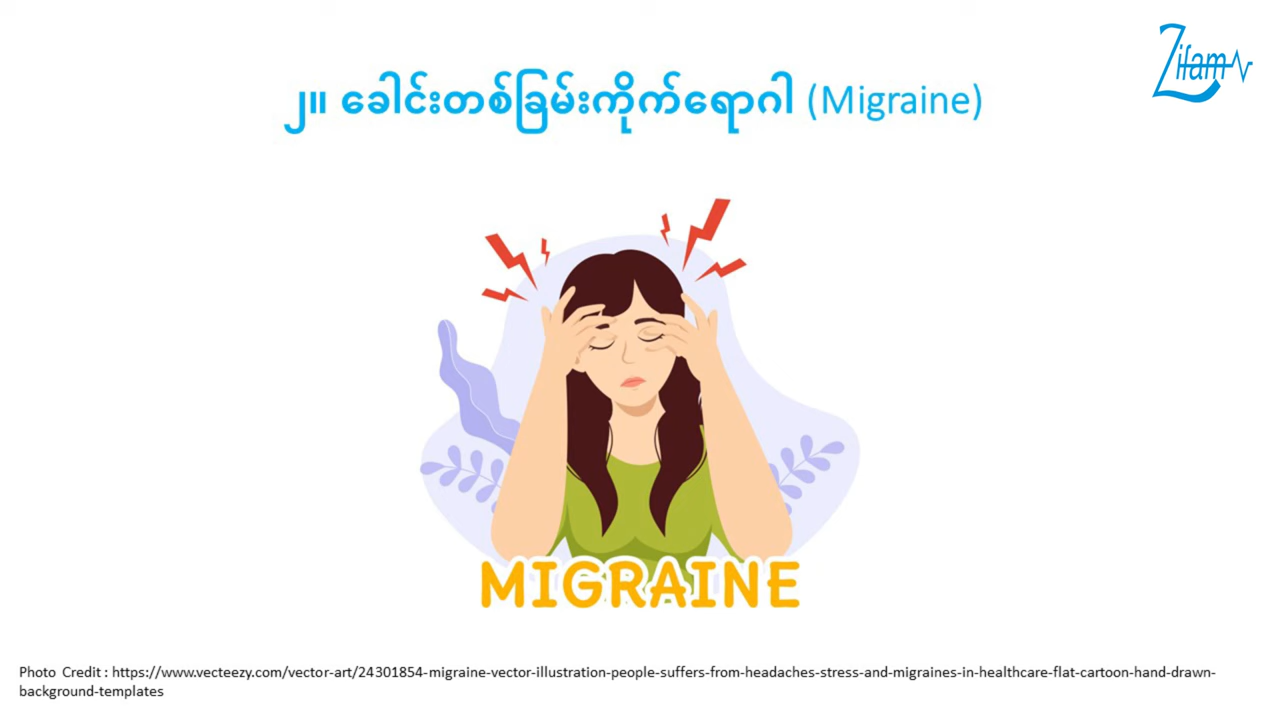 Zifam
၂။ ခေါင်းတစ်ခြမ်းကိုက်ရောဂါ (Migraine)
MIGRAINE
Photo Credit : https://www.vecteezy.com/vector-art/24301854-migraine-vector-illustration-people-suffers-from-headaches-stress-and-migraines-in-healthcare-flat-cartoon-hand-drawn-
background-templates